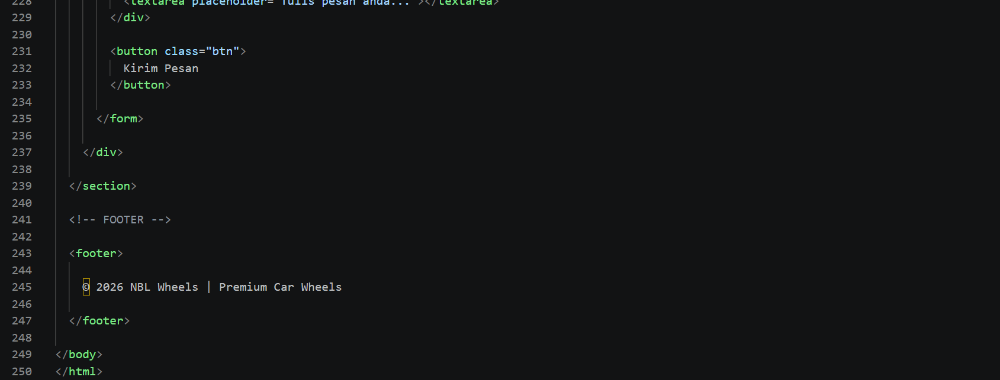 228 <textarea placeholder="Tulis pesan anda..."></textarea>
229 </div>
230
231 <button class="btn">
232 Kirim Pesan
233 </button>
234
235 </form>
236
237 </div>
238
239 </section>
240
241 <!-- FOOTER -->
242
243 <footer>
244
245 © 2026 NBL Wheels | Premium Car Wheels
246
247 </footer>
248
249 </body>
250 </html>